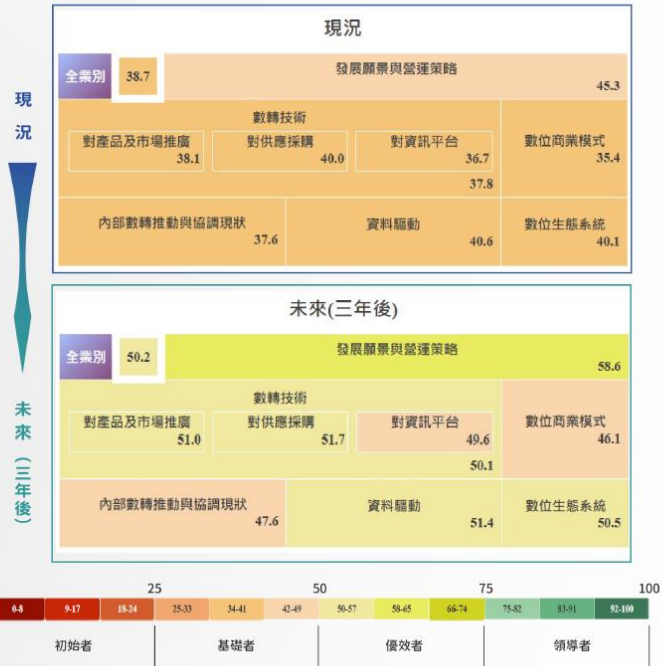 現況
全業別 38.7 發展願景與營運策略 45.3
數轉技術
對產品及市場推廣 38.1
對供應採購 40.0
對資訊平台 36.7
37.8
數位商業模式 35.4
內部數轉推動與協調現狀 37.6
資料驅動 40.6
數位生態系統 40.1
現況
未來(三年後)
全業別 50.2 發展願景與營運策略 58.6
數轉技術
對產品及市場推廣 51.0
對供應採購 51.7
對資訊平台 49.6
50.1
數位商業模式 46.1
內部數轉推動與協調現狀 47.6
資料驅動 51.4
數位生態系統 50.5
未來(三年後)
25 50 75 100
0-8 9-17 18-24 25-33 34-41 42-49 50-57 58-65 66-74 75-82 83-91 92-100
初始者 基礎者 優效者 領導者